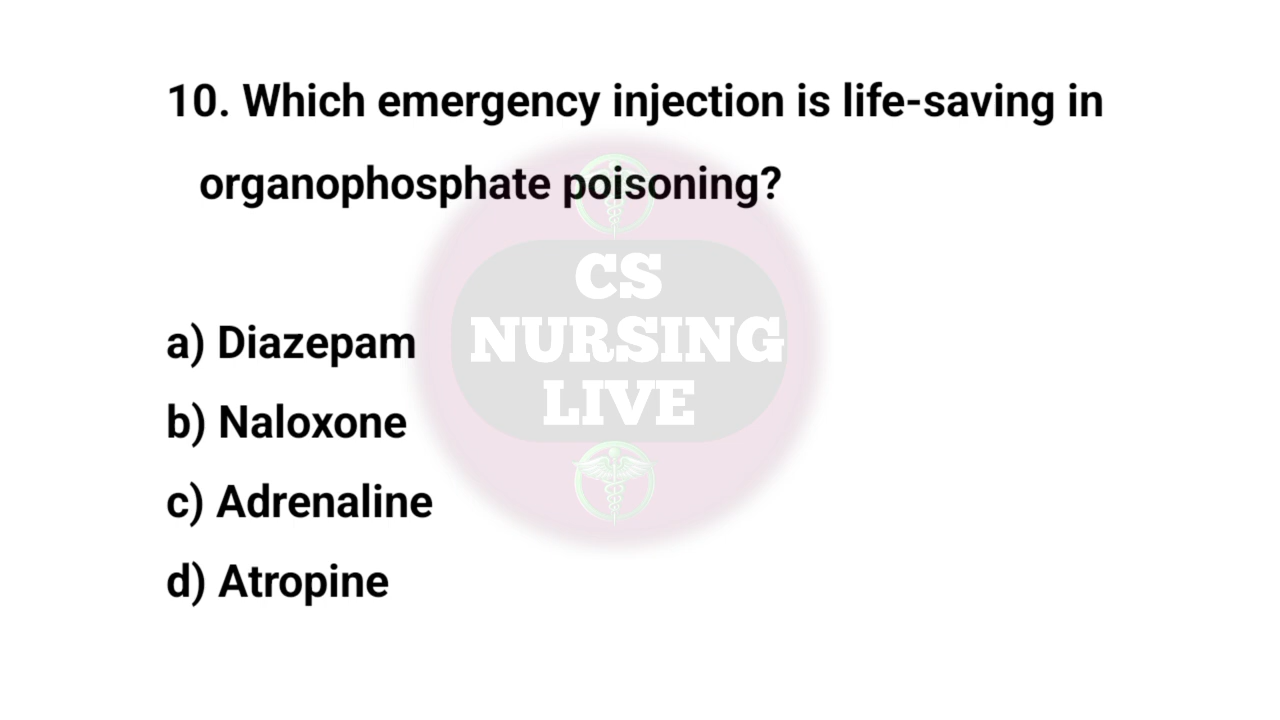 10. Which emergency injection is life-saving in
organophosphate poisoning?
CS
NURSING
LIVE
a) Diazepam
b) Naloxone
c) Adrenaline
d) Atropine